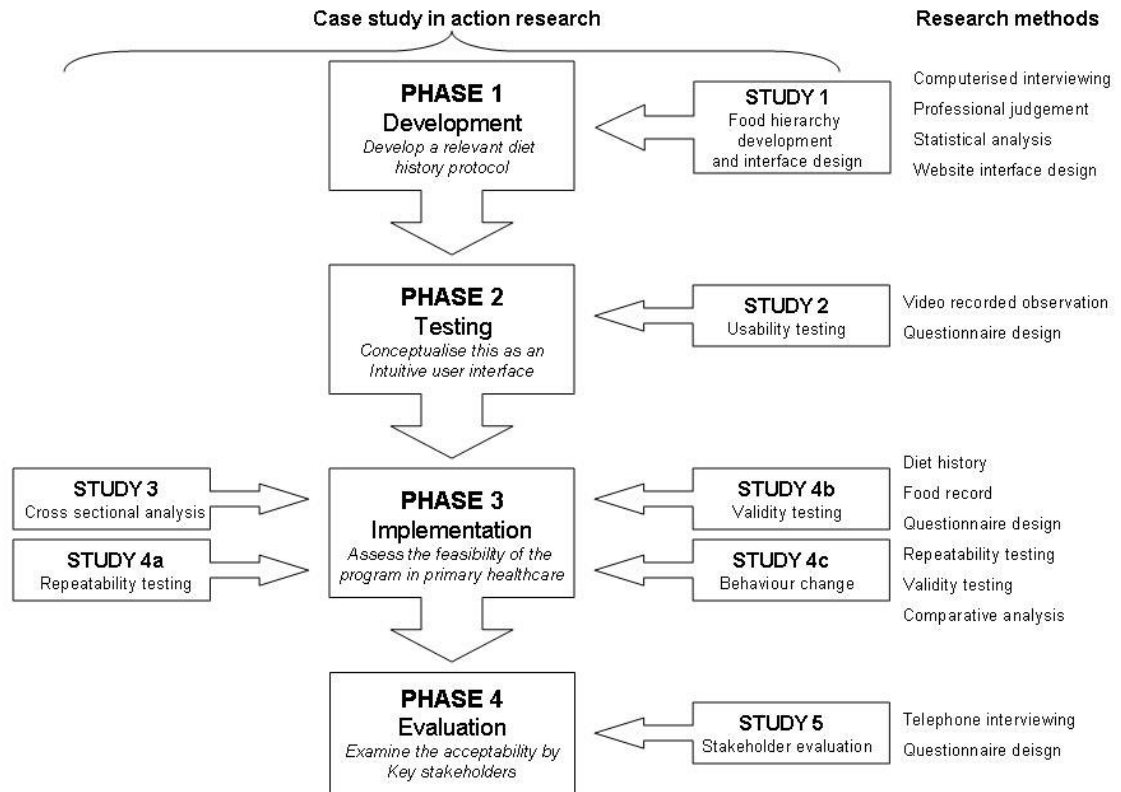 Case study in action research
Research methods
PHASE 1
Development
Develop a relevant diet
history protocol
STUDY 1
Food hierarchy
development
and interface design
Computerised interviewing
Professional judgement
Statistical analysis
Website interface design
PHASE 2
Testing
Conceptualise this as an
Intuitive user interface
STUDY 2
Usability testing
Video recorded observation
Questionnaire design
STUDY 3
Cross sectional analysis
STUDY 4a
Repeatability testing
PHASE 3
Implementation
Assess the feasibility of the
program in primary healthcare
STUDY 4b
Validity testing
STUDY 4c
Behaviour change
Diet history
Food record
Questionnaire design
Repeatability testing
Validity testing
Comparative analysis
PHASE 4
Evaluation
Examine the acceptability by
Key stakeholders
STUDY 5
Stakeholder evaluation
Telephone interviewing
Questionnaire deisgn